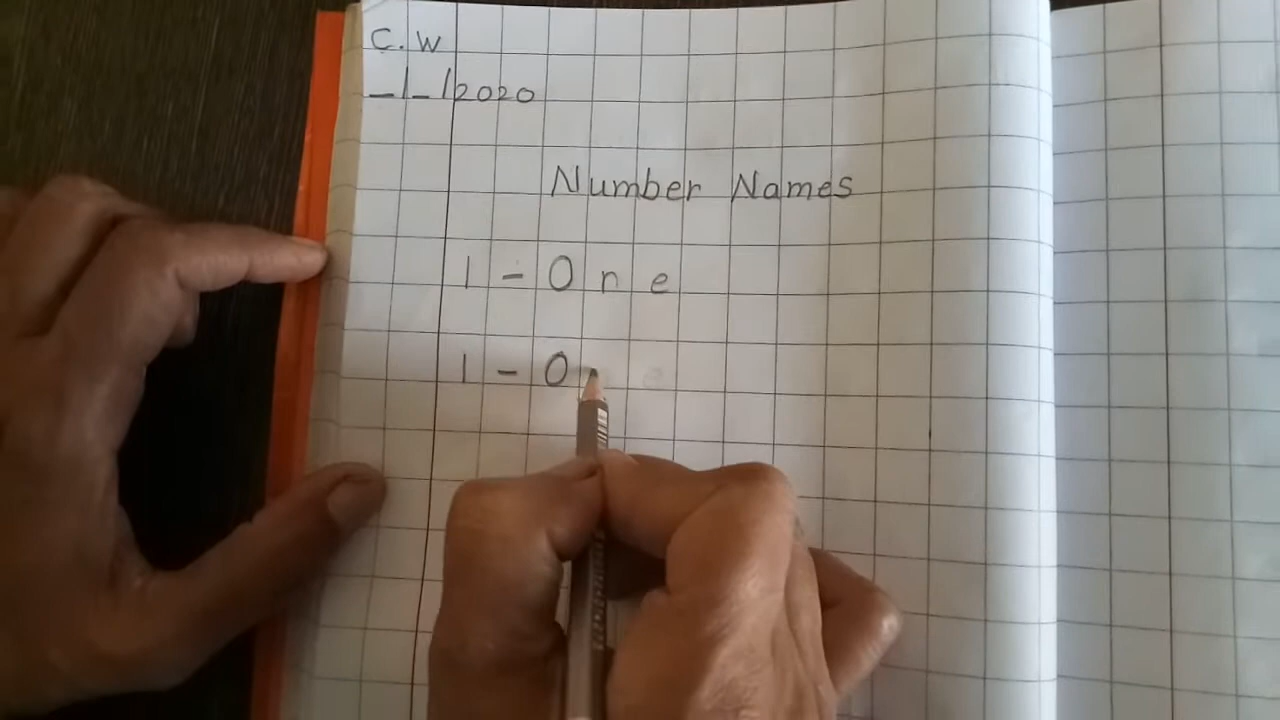 C.W
_/_/2020
Number Names
1 - One
1 - O